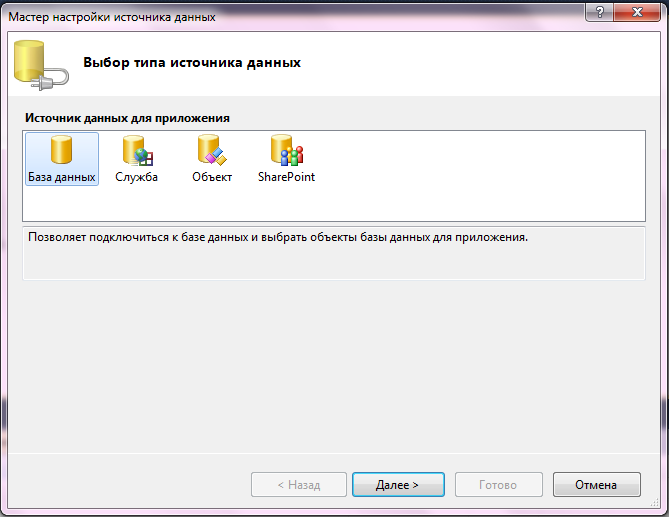 Мастер настройки источника данных
Выбор типа источника данных
Источник данных для приложения
База данных
Служба
Объект
SharePoint
Позволяет подключиться к базе данных и выбрать объекты базы данных для приложения.
< Назад
Далее >
Готово
Отмена